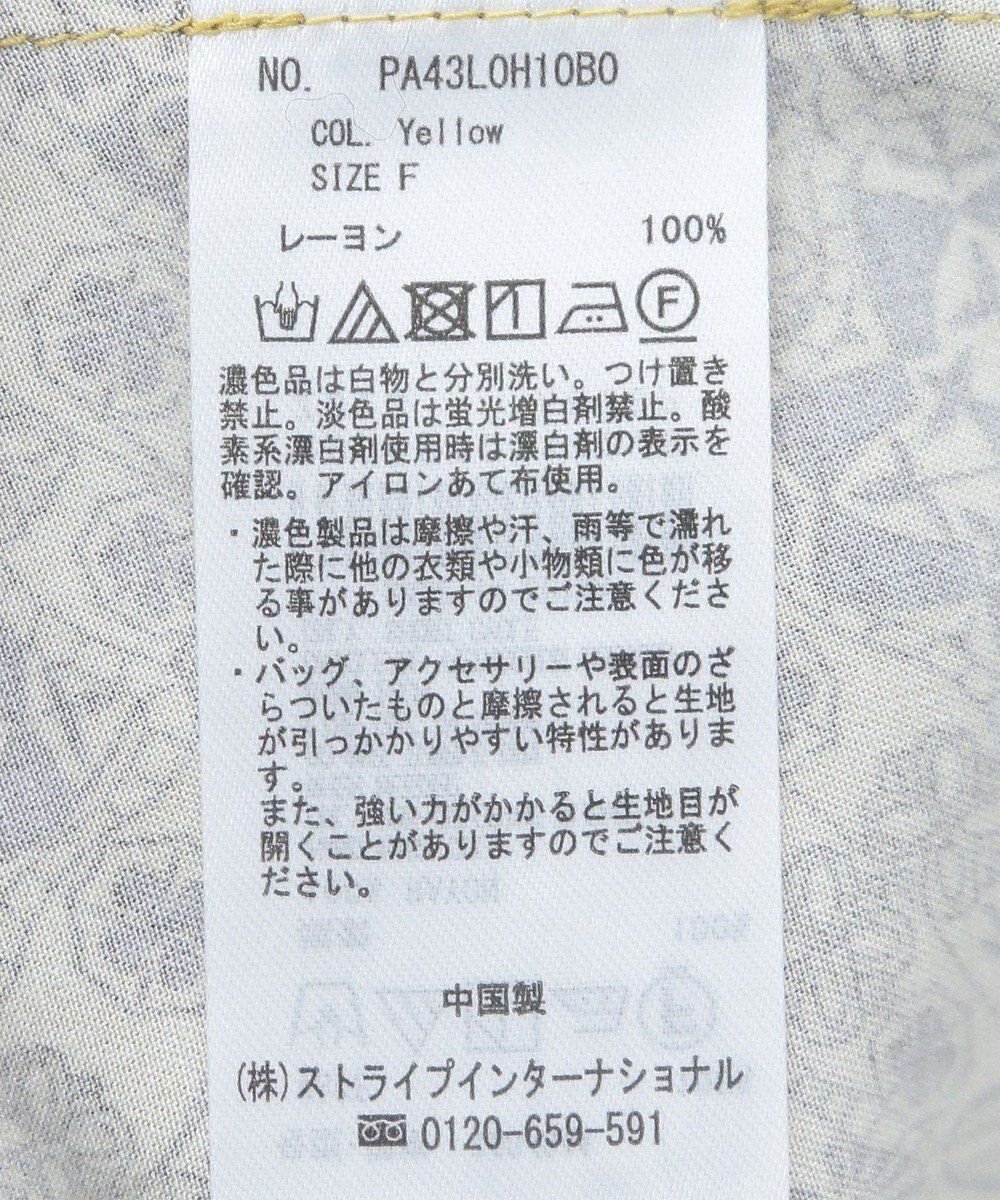 NO. PA43L0H10B0
COL. Yellow
SIZE F
レーヨン 100%
F
濃色品は白物と分別洗い。つけ置き
禁止。淡色品は蛍光増白剤禁止。酸
素系漂白剤使用時は漂白剤の表示を
確認。アイロンあて布使用。
・濃色製品は摩擦や汗、雨等で濡れ
た際に他の衣類や小物類に色が移
る事がありますのでご注意くださ
い。
・バッグ、アクセサリーや表面のざ
らついたものと摩擦されると生地
が引っかかりやすい特性がありま
す。
また、強い力がかかると生地目が
開くことがありますのでご注意く
ださい。
中国製
(株)ストライプインターナショナル
0120-659-591